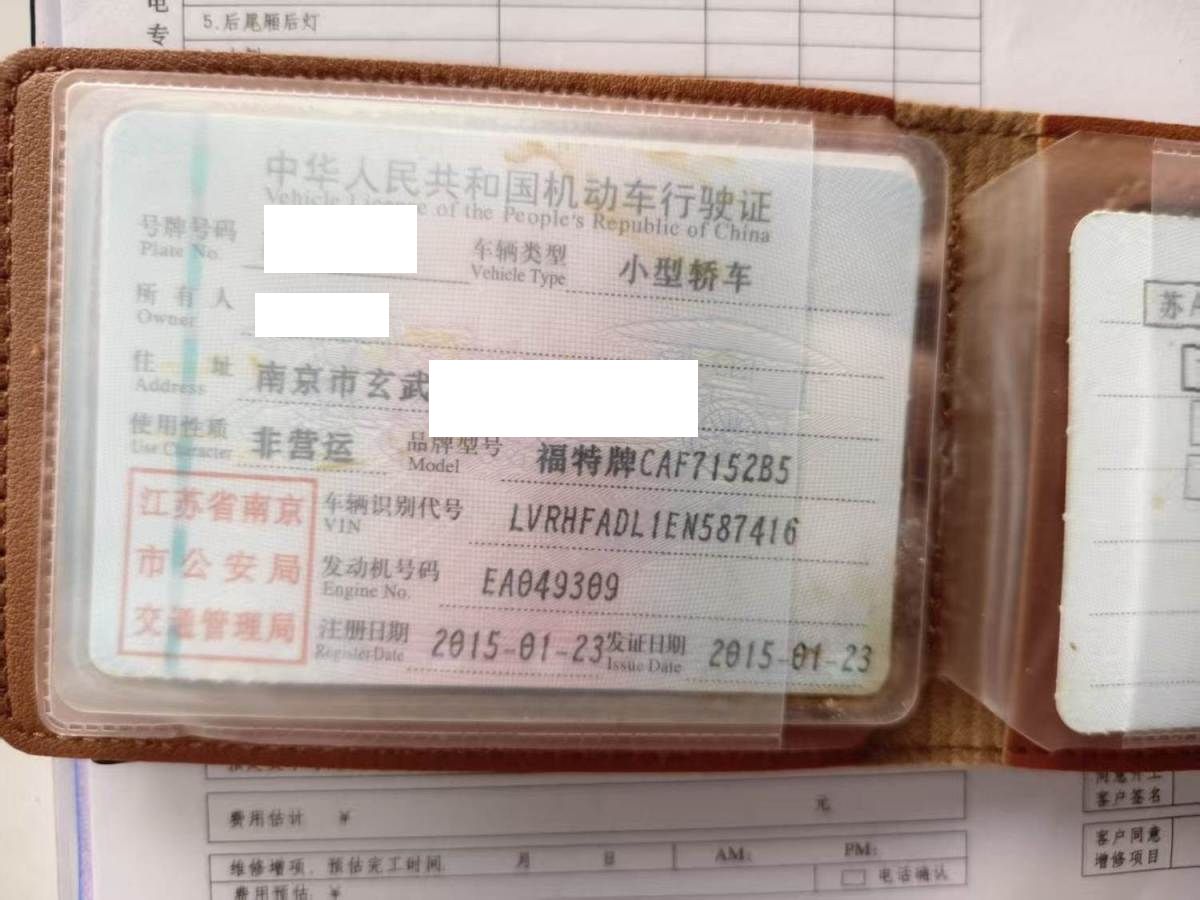 电
专
5.后尾厢后灯
中华人民共和国机动车行驶证
Vehicle License of the People's Republic of China
号牌号码
Plate No.
车辆类型 小型轿车
Vehicle Type
所有人
Owner
住址 南京市玄武
Address
使用性质 非营运
Use Character
品牌型号 福特牌CAF7152B5
Model
车辆识别代号 LVRHFADL1EN587416
VIN
发动机号码 EA049309
Engine No.
注册日期 2015-01-23
Register Date
发证日期 2015-01-23
Issue Date
江苏省南京
市公安局
交通管理局
苏A
费用估计 ¥ 元
客户签名
维修增项、预估完工时间 月 日 AM: PM:
费用预估: ¥ 电话确认
客户同意
增修项目